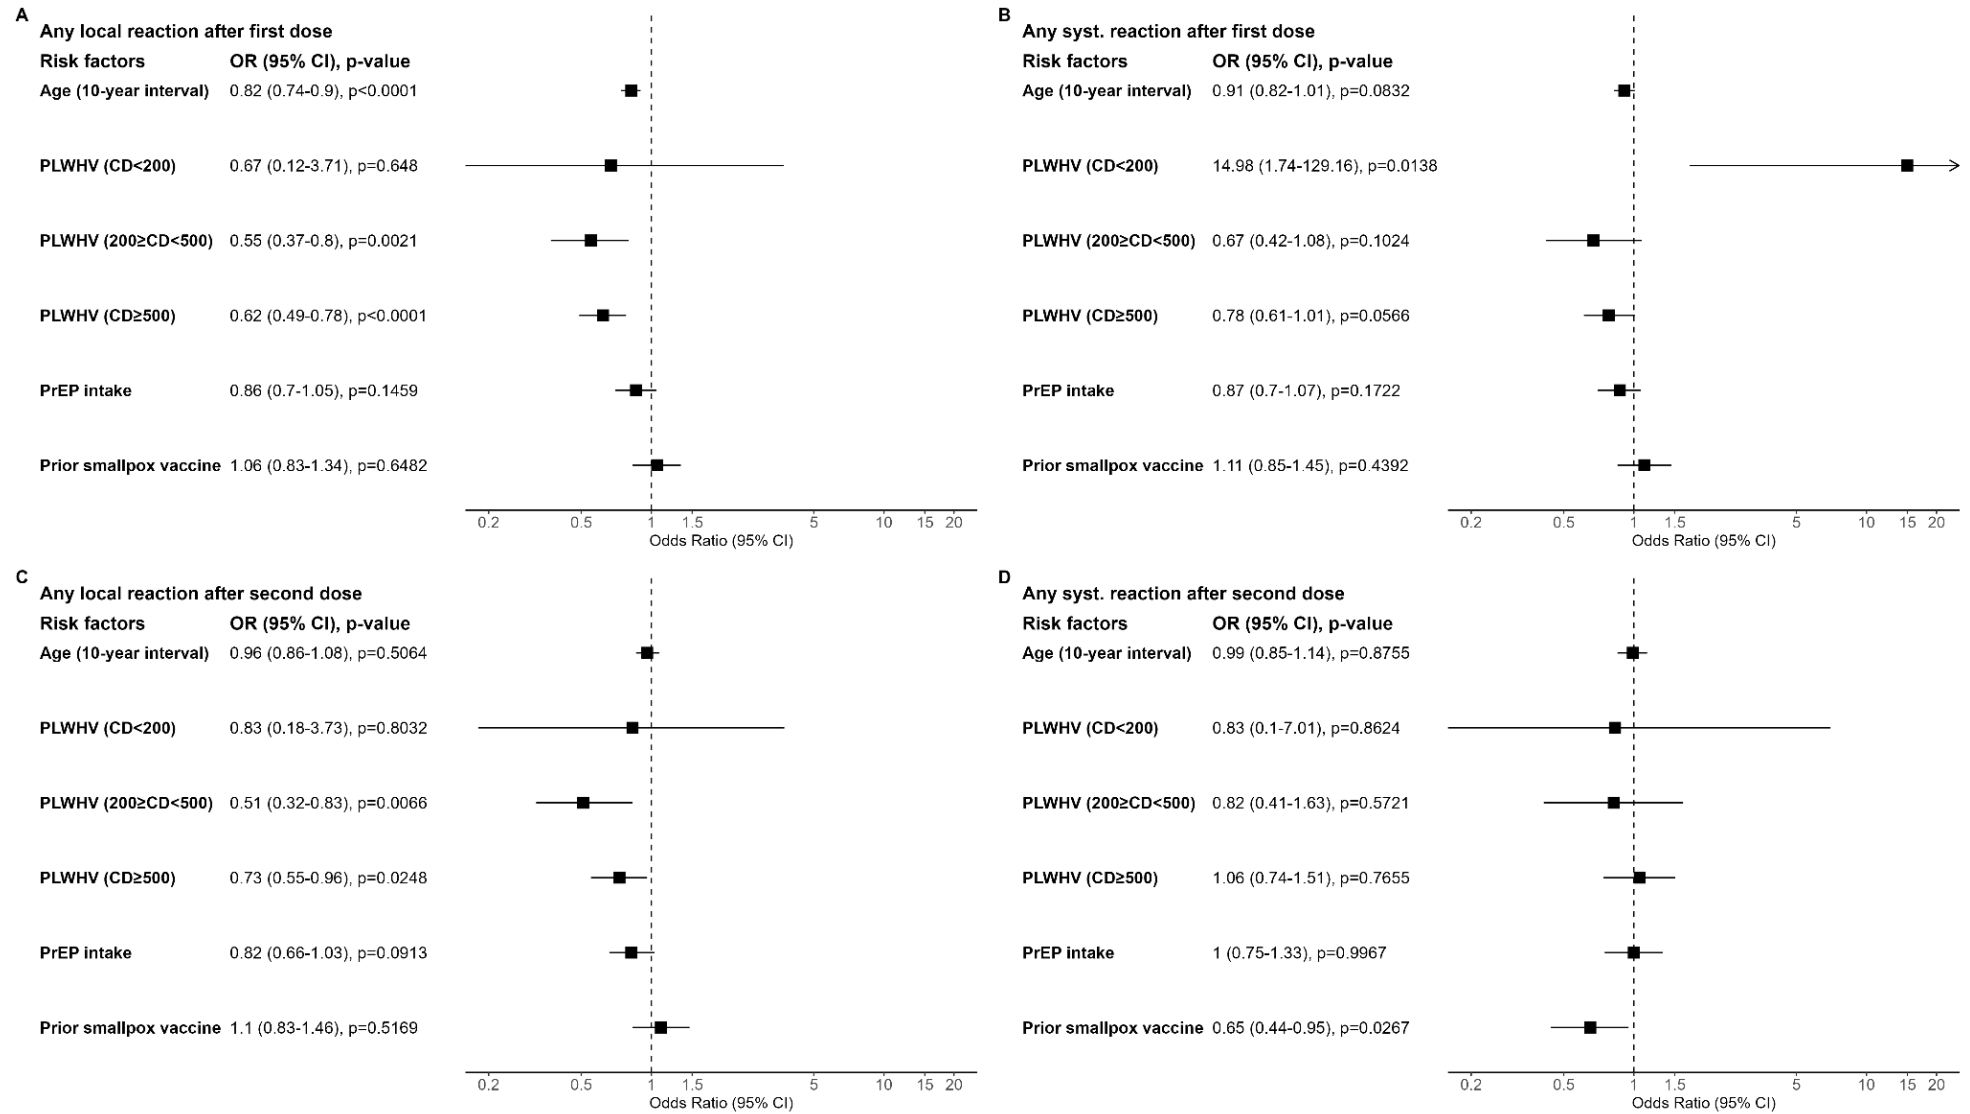 A
Any local reaction after first dose
Risk factors OR (95% CI), p-value
Age (10-year interval) 0.82 (0.74-0.9), p<0.0001
PLWHV (CD<200) 0.67 (0.12-3.71), p=0.648
PLWHV (200≥CD<500) 0.55 (0.37-0.8), p=0.0021
PLWHV (CD≥500) 0.62 (0.49-0.78), p<0.0001
PrEP intake 0.86 (0.7-1.05), p=0.1459
Prior smallpox vaccine 1.06 (0.83-1.34), p=0.6482
0.2 0.5 1 1.5 5 10 15 20
Odds Ratio (95% CI)
B
Any syst. reaction after first dose
Risk factors OR (95% CI), p-value
Age (10-year interval) 0.91 (0.82-1.01), p=0.0832
PLWHV (CD<200) 14.98 (1.74-129.16), p=0.0138
PLWHV (200≥CD<500) 0.67 (0.42-1.08), p=0.1024
PLWHV (CD≥500) 0.78 (0.61-1.01), p=0.0566
PrEP intake 0.87 (0.7-1.07), p=0.1722
Prior smallpox vaccine 1.11 (0.85-1.45), p=0.4392
0.2 0.5 1 1.5 5 10 15 20
Odds Ratio (95% CI)
C
Any local reaction after second dose
Risk factors OR (95% CI), p-value
Age (10-year interval) 0.96 (0.86-1.08), p=0.5064
PLWHV (CD<200) 0.83 (0.18-3.73), p=0.8032
PLWHV (200≥CD<500) 0.51 (0.32-0.83), p=0.0066
PLWHV (CD≥500) 0.73 (0.55-0.96), p=0.0248
PrEP intake 0.82 (0.66-1.03), p=0.0913
Prior smallpox vaccine 1.1 (0.83-1.46), p=0.5169
0.2 0.5 1 1.5 5 10 15 20
Odds Ratio (95% CI)
D
Any syst. reaction after second dose
Risk factors OR (95% CI), p-value
Age (10-year interval) 0.99 (0.85-1.14), p=0.8755
PLWHV (CD<200) 0.83 (0.1-7.01), p=0.8624
PLWHV (200≥CD<500) 0.82 (0.41-1.63), p=0.5721
PLWHV (CD≥500) 1.06 (0.74-1.51), p=0.7655
PrEP intake 1 (0.75-1.33), p=0.9967
Prior smallpox vaccine 0.65 (0.44-0.95), p=0.0267
0.2 0.5 1 1.5 5 10 15 20
Odds Ratio (95% CI)